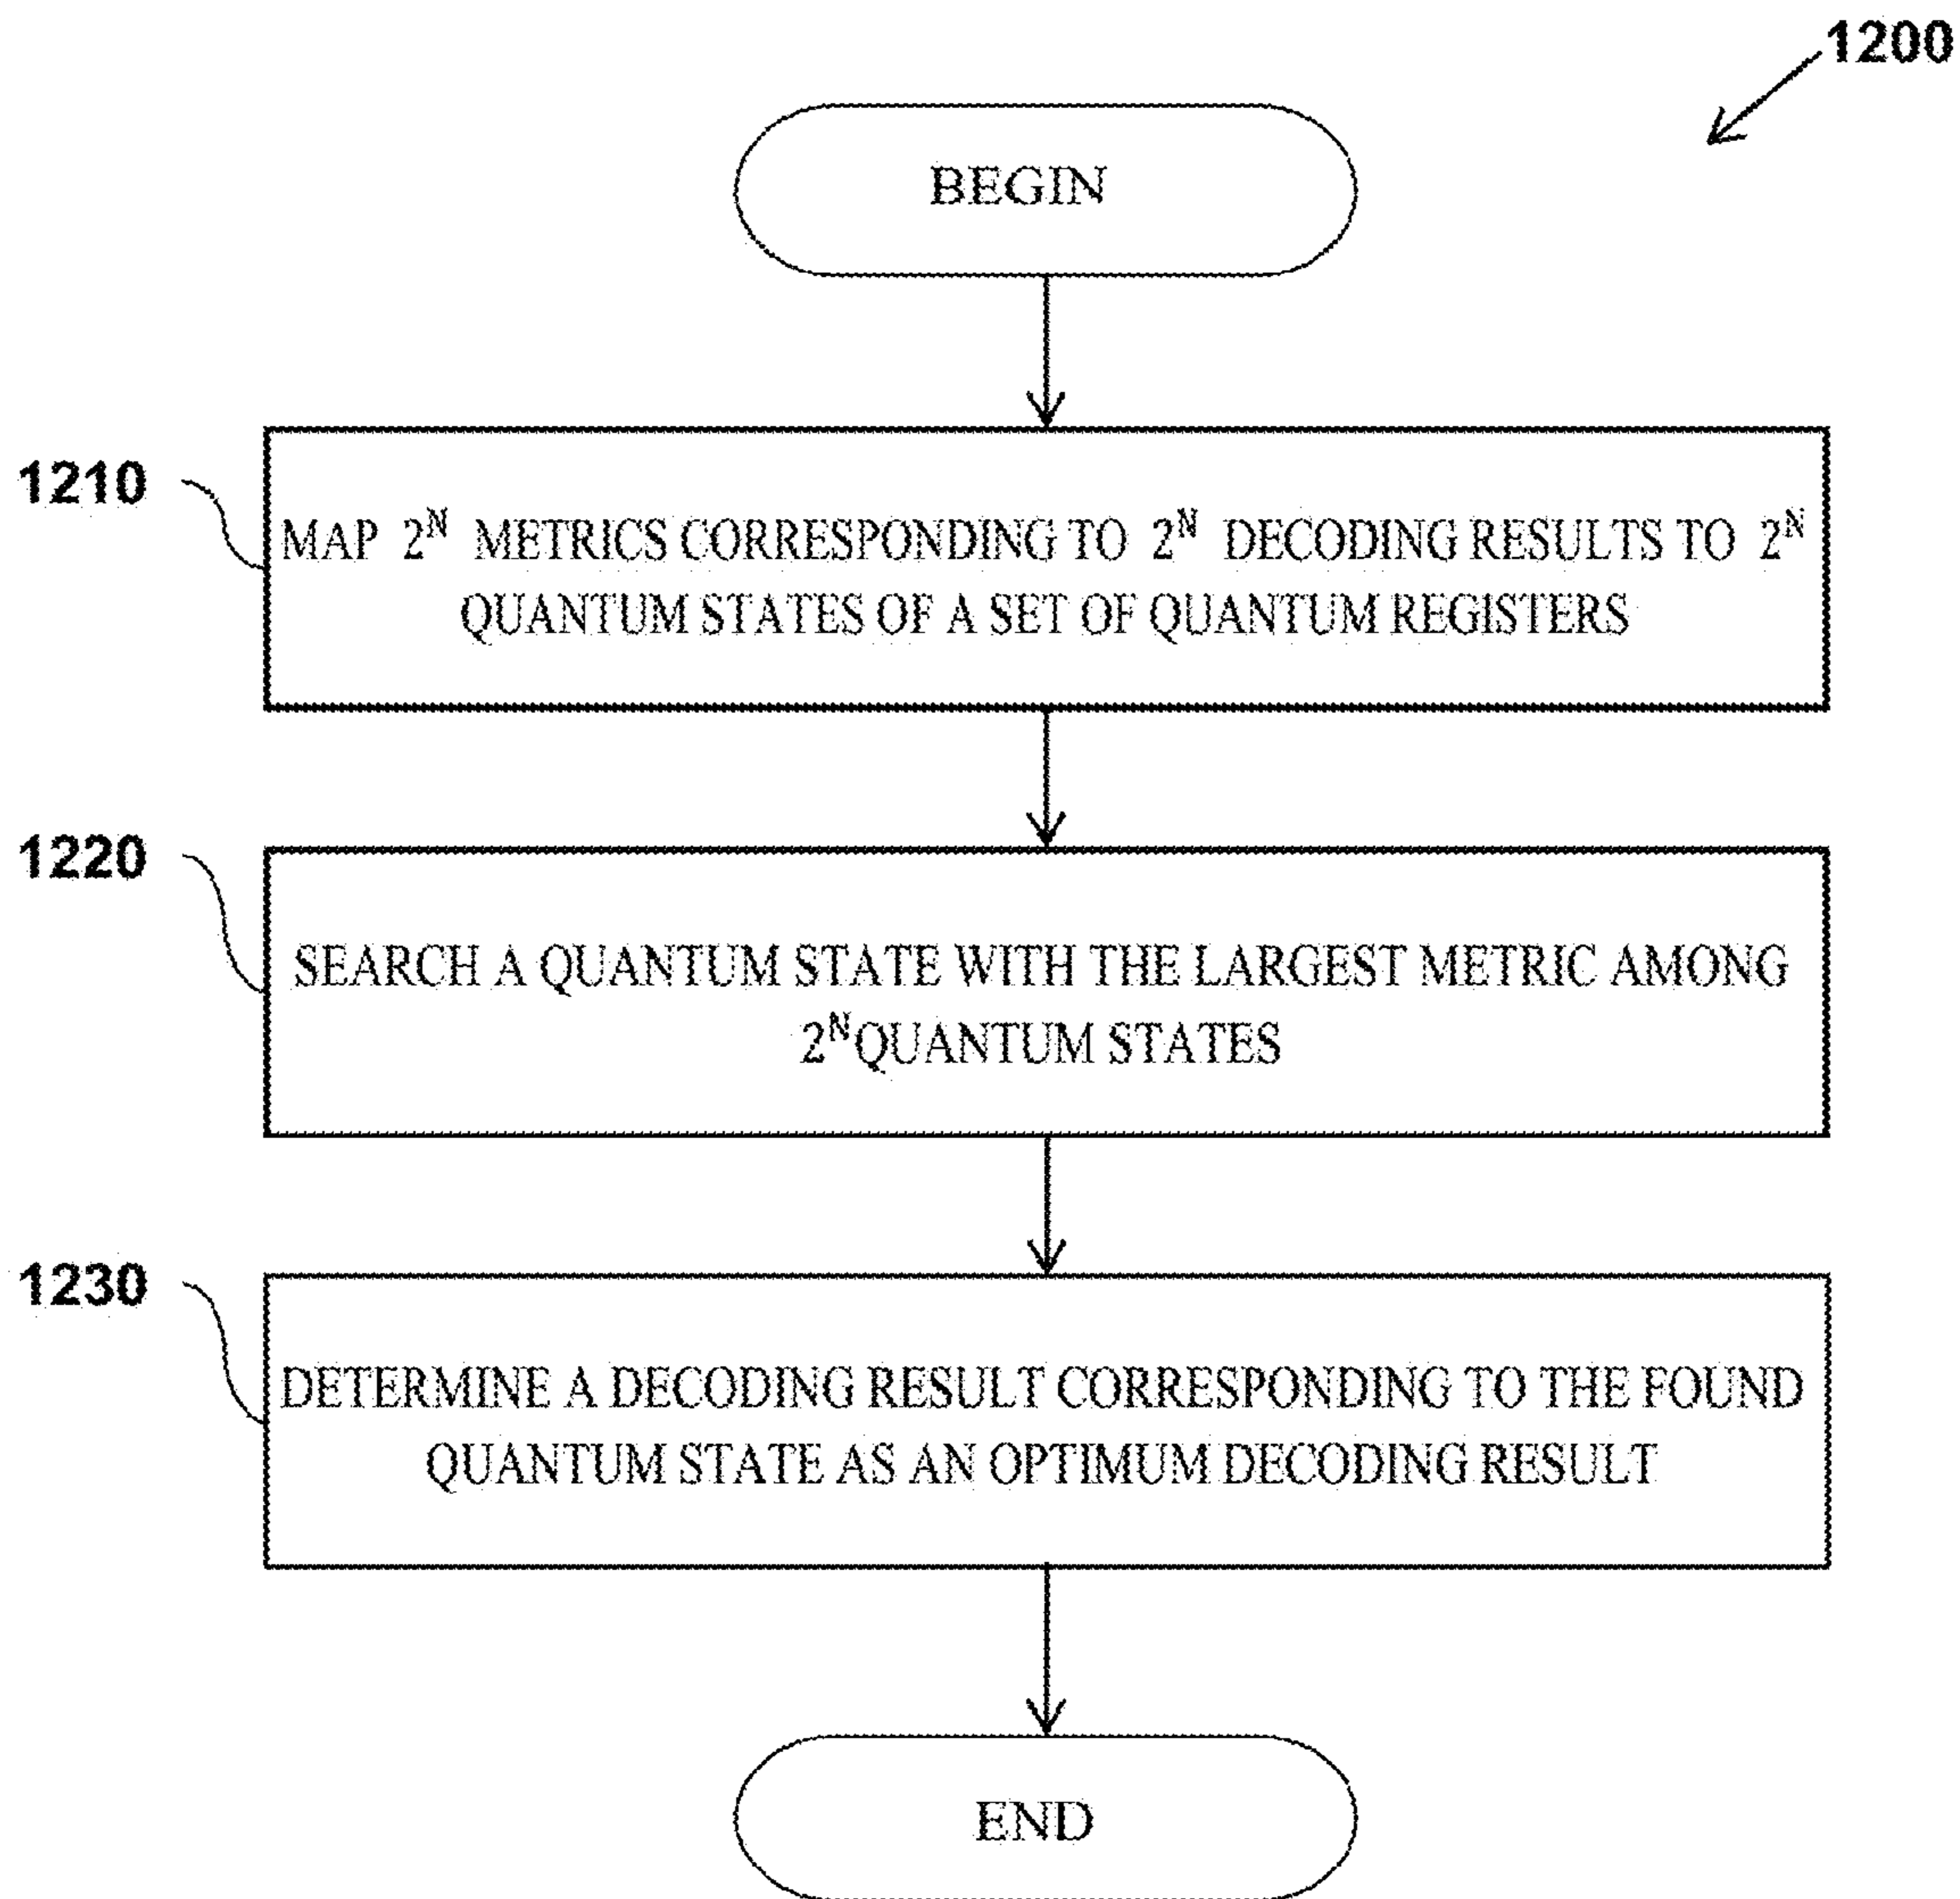 1200
BEGIN
1210
MAP 2^N METRICS CORRESPONDING TO 2^N DECODING RESULTS TO 2^N
QUANTUM STATES OF A SET OF QUANTUM REGISTERS
1220
SEARCH A QUANTUM STATE WITH THE LARGEST METRIC AMONG
2^N QUANTUM STATES
1230
DETERMINE A DECODING RESULT CORRESPONDING TO THE FOUND
QUANTUM STATE AS AN OPTIMUM DECODING RESULT
END